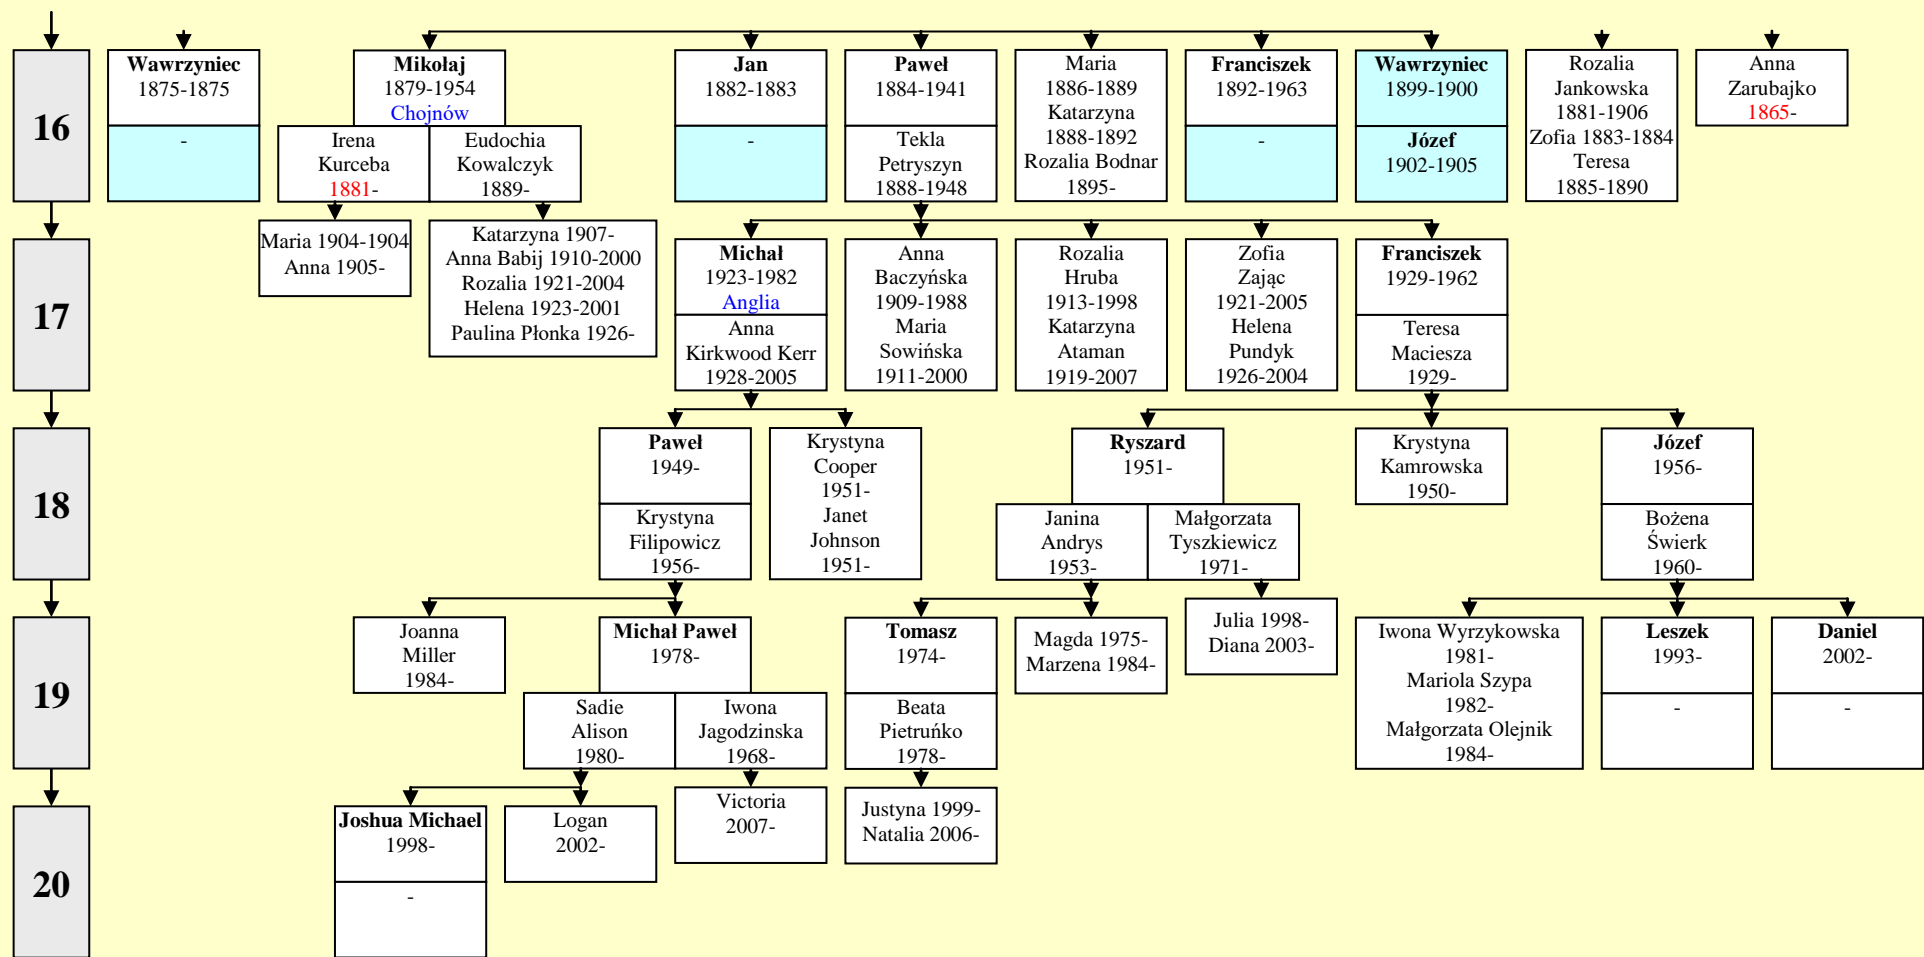 16
Wawrzyniec
1875-1875
-
Mikołaj
1879-1954
Chojnów
Irena
Kurceba
1881-
Eudochia
Kowalczyk
1889-
Jan
1882-1883
-
Paweł
1884-1941
Tekla
Petryszyn
1888-1948
Maria
1886-1889
Katarzyna
1888-1892
Rozalia Bodnar
1895-
Franciszek
1892-1963
-
Wawrzyniec
1899-1900
Józef
1902-1905
Rozalia
Jankowska
1881-1906
Zofia 1883-1884
Teresa
1885-1890
Anna
Zarubajko
1865-
17
Maria 1904-1904
Anna 1905-
Katarzyna 1907-
Anna Babij 1910-2000
Rozalia 1921-2004
Helena 1923-2001
Paulina Płonka 1926-
Michał
1923-1982
Anglia
Anna
Kirkwood Kerr
1928-2005
Anna
Baczyńska
1909-1988
Maria
Sowińska
1911-2000
Rozalia
Hruba
1913-1998
Katarzyna
Ataman
1919-2007
Zofia
Zając
1921-2005
Helena
Pundyk
1926-2004
Franciszek
1929-1962
Teresa
Maciesza
1929-
18
Paweł
1949-
Krystyna
Filipowicz
1956-
Krystyna
Cooper
1951-
Janet
Johnson
1951-
Ryszard
1951-
Janina
Andrys
1953-
Małgorzata
Tyszkiewicz
1971-
Krystyna
Kamrowska
1950-
Józef
1956-
Bożena
Świerk
1960-
19
Joanna
Miller
1984-
Michał Paweł
1978-
Sadie
Alison
1980-
Iwona
Jagodzinska
1968-
Tomasz
1974-
Beata
Pietruńko
1978-
Magda 1975-
Marzena 1984-
Julia 1998-
Diana 2003-
Iwona Wyrzykowska
1981-
Mariola Szypa
1982-
Małgorzata Olejnik
1984-
Leszek
1993-
-
Daniel
2002-
-
20
Joshua Michael
1998-
-
Logan
2002-
Victoria
2007-
Justyna 1999-
Natalia 2006-